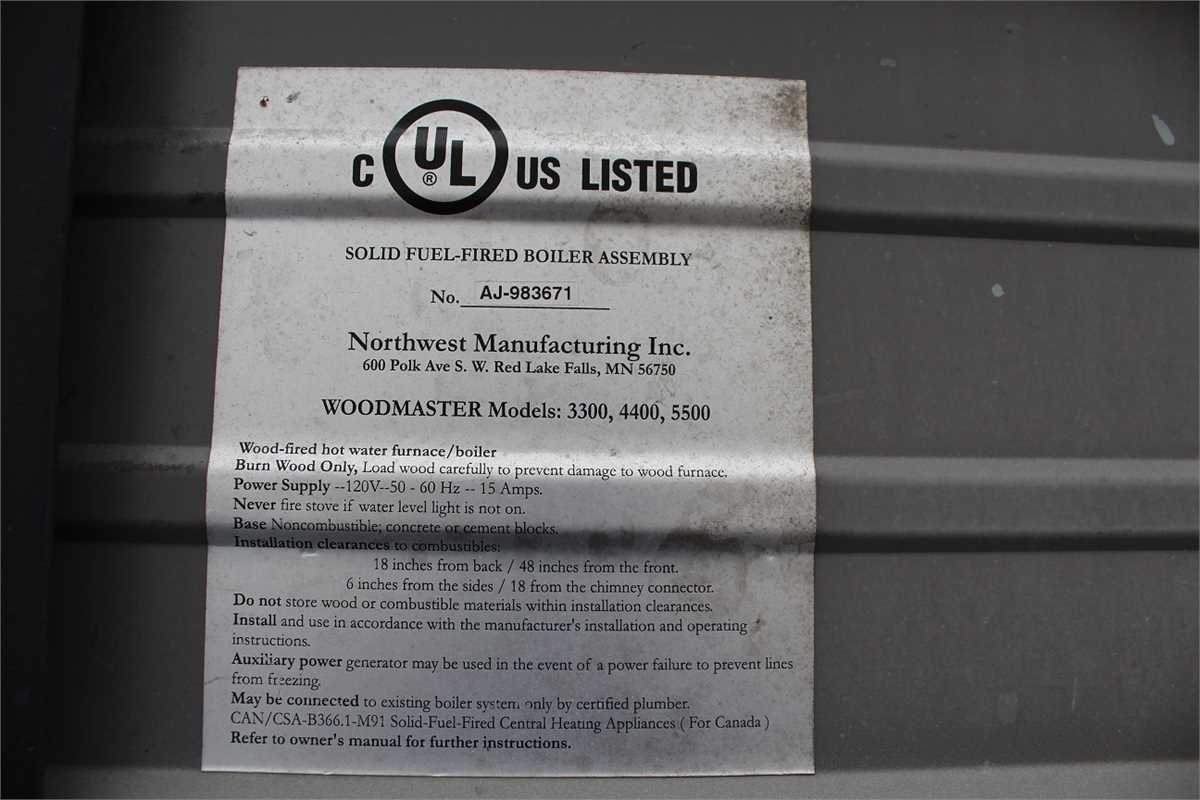 C UL® US LISTED
SOLID FUEL-FIRED BOILER ASSEMBLY
No. AJ-983671
Northwest Manufacturing Inc.
600 Polk Ave S. W. Red Lake Falls, MN 56750
WOODMASTER Models: 3300, 4400, 5500
Wood-fired hot water furnace/boiler
Burn Wood Only, Load wood carefully to prevent damage to wood furnace.
Power Supply --120V--50 - 60 Hz -- 15 Amps.
Never fire stove if water level light is not on.
Base Noncombustible; concrete or cement blocks.
Installation clearances to combustibles:
18 inches from back / 48 inches from the front.
6 inches from the sides / 18 from the chimney connector.
Do not store wood or combustible materials within installation clearances.
Install and use in accordance with the manufacturer's installation and operating
instructions.
Auxiliary power generator may be used in the event of a power failure to prevent lines
from freezing.
May be connected to existing boiler system only by certified plumber.
CAN/CSA-B366.1-M91 Solid-Fuel-Fired Central Heating Appliances ( For Canada )
Refer to owner's manual for further instructions.